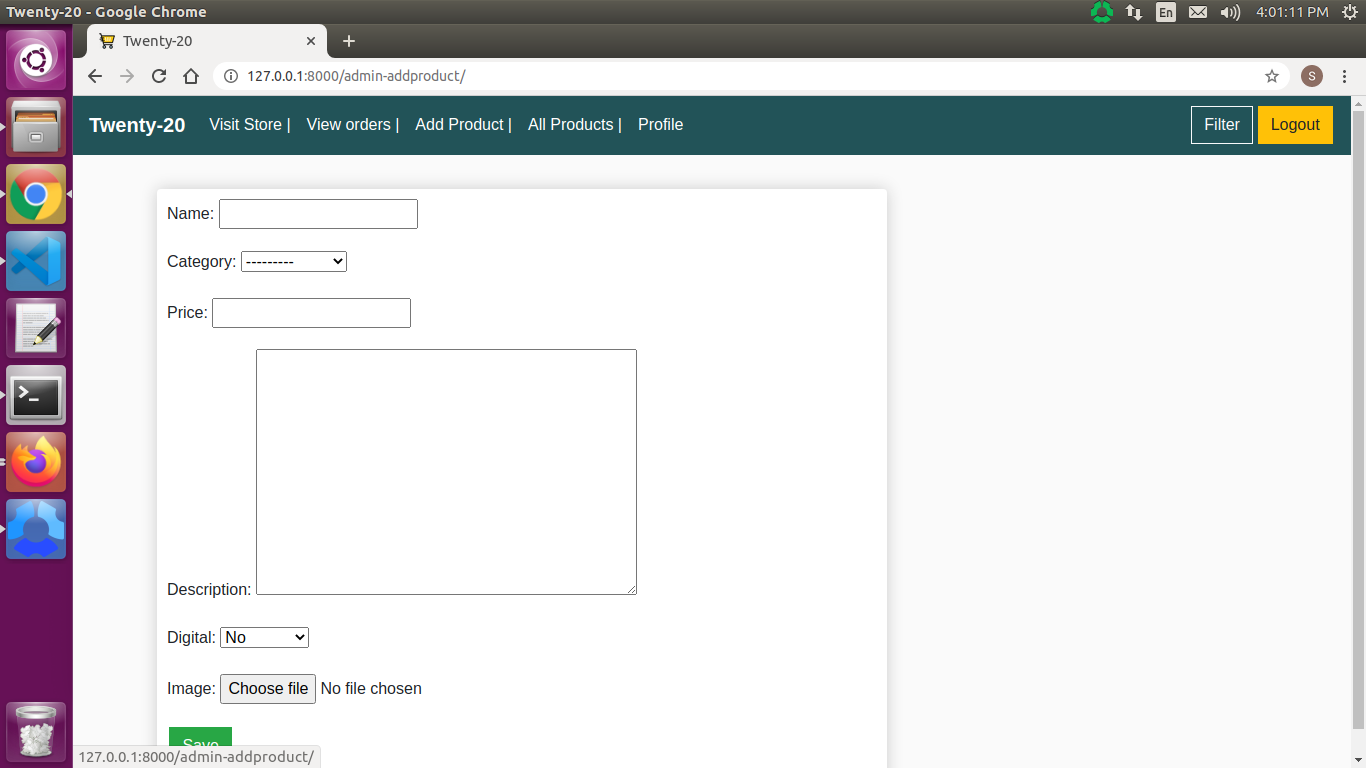 Twenty-20 - Google Chrome
En
4:01:11 PM
Twenty-20
127.0.0.1:8000/admin-addproduct/
S
Twenty-20 Visit Store | View orders | Add Product | All Products | Profile Filter Logout
Name:
Category: ---------
Price:
Description:
Digital: No
Image: Choose file No file chosen
Save
127.0.0.1:8000/admin-addproduct/